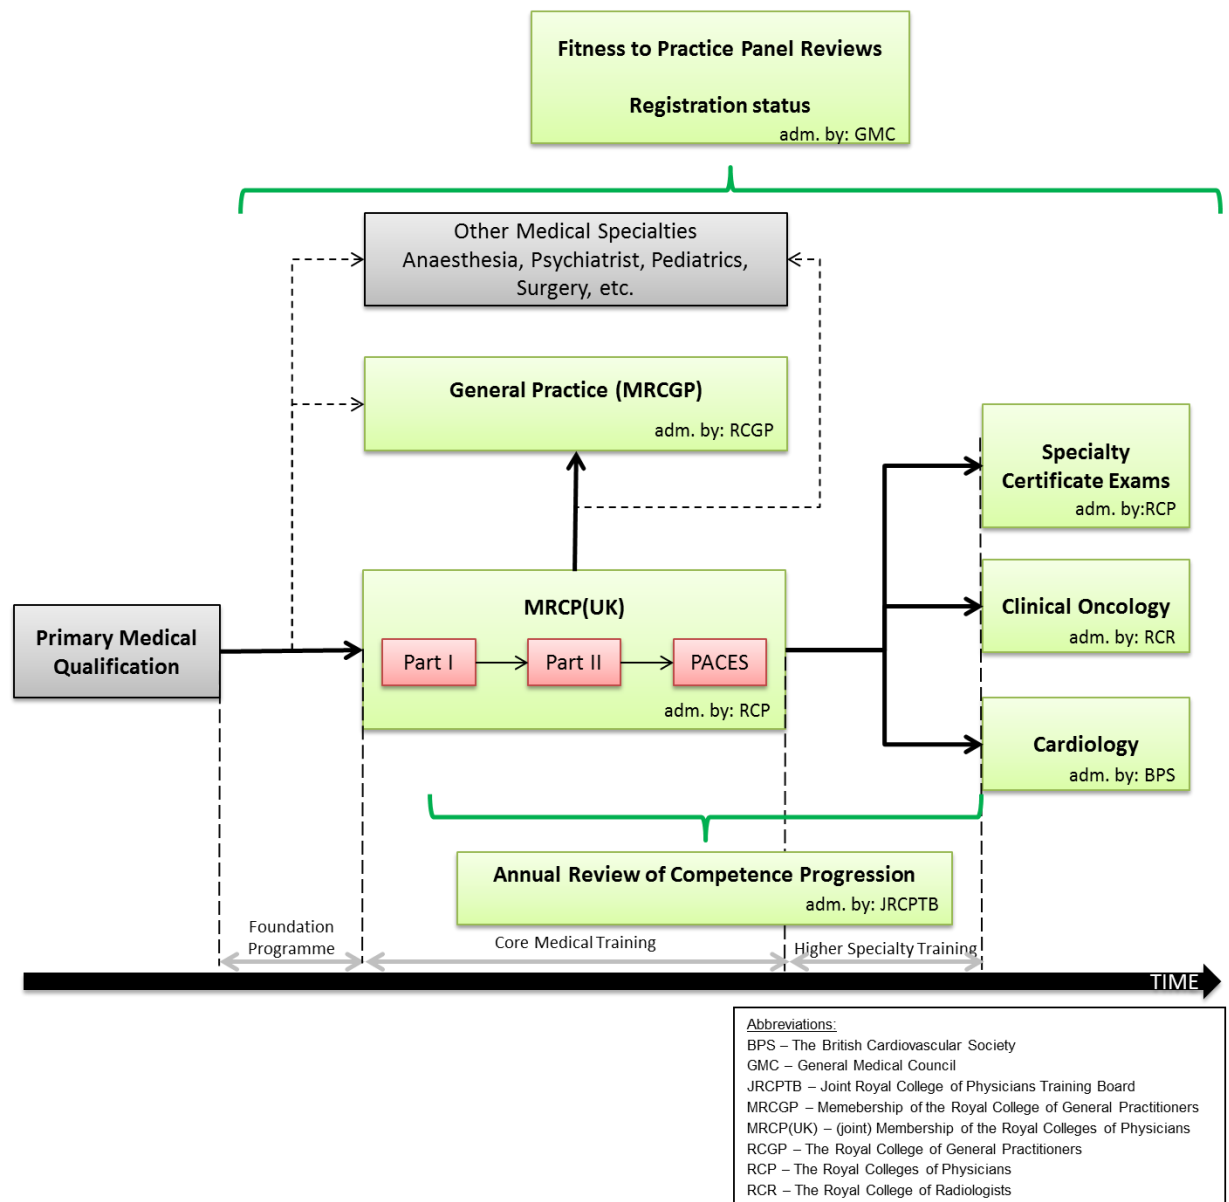 Fitness to Practice Panel Reviews
Registration status
adm. by: GMC
Other Medical Specialties
Anaesthesia, Psychiatrist, Pediatrics,
Surgery, etc.
General Practice (MRCGP)
adm. by: RCGP
Specialty
Certificate Exams
adm. by:RCP
MRCP(UK)
Part I
Part II
PACES
adm. by: RCP
Primary Medical
Qualification
Clinical Oncology
adm. by: RCR
Cardiology
adm. by: BPS
Annual Review of Competence Progression
adm. by: JRCPTB
Foundation
Programme
Core Medical Training
Higher Specialty Training
TIME
Abbreviations:
BPS – The British Cardiovascular Society
GMC – General Medical Council
JRCPTB – Joint Royal College of Physicians Training Board
MRCGP – Memebership of the Royal College of General Practitioners
MRCP(UK) – (joint) Membership of the Royal Colleges of Physicians
RCGP – The Royal College of General Practitioners
RCP – The Royal Colleges of Physicians
RCR – The Royal College of Radiologists